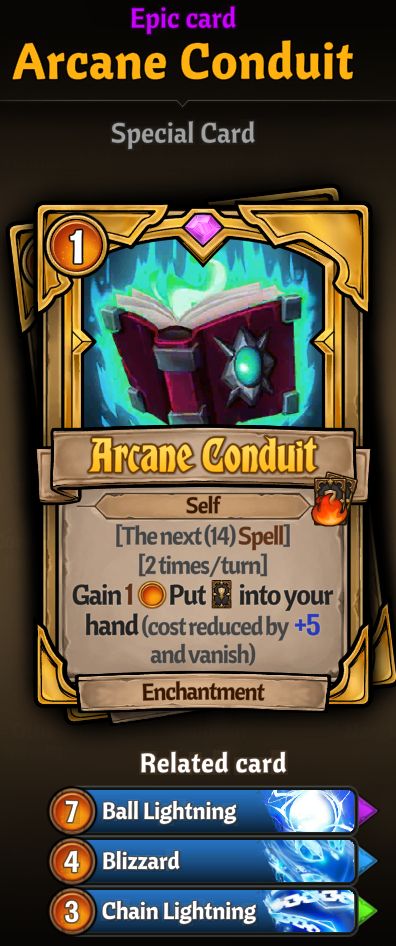 Epic card
Arcane Conduit
Special Card
1
Arcane Conduit
Self
[The next (14) Spell]
[2 times/turn]
Gain 1 Put into your
hand (cost reduced by +5
and vanish)
Enchantment
Related card
7 Ball Lightning
4 Blizzard
3 Chain Lightning